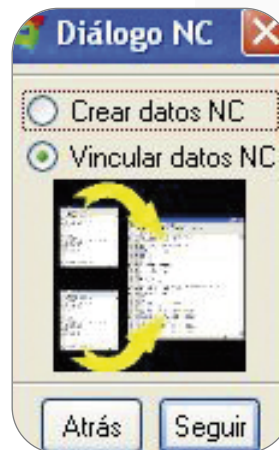 Diálogo NC
Crear datos NC
Vincular datos NC
Atrás
Seguir